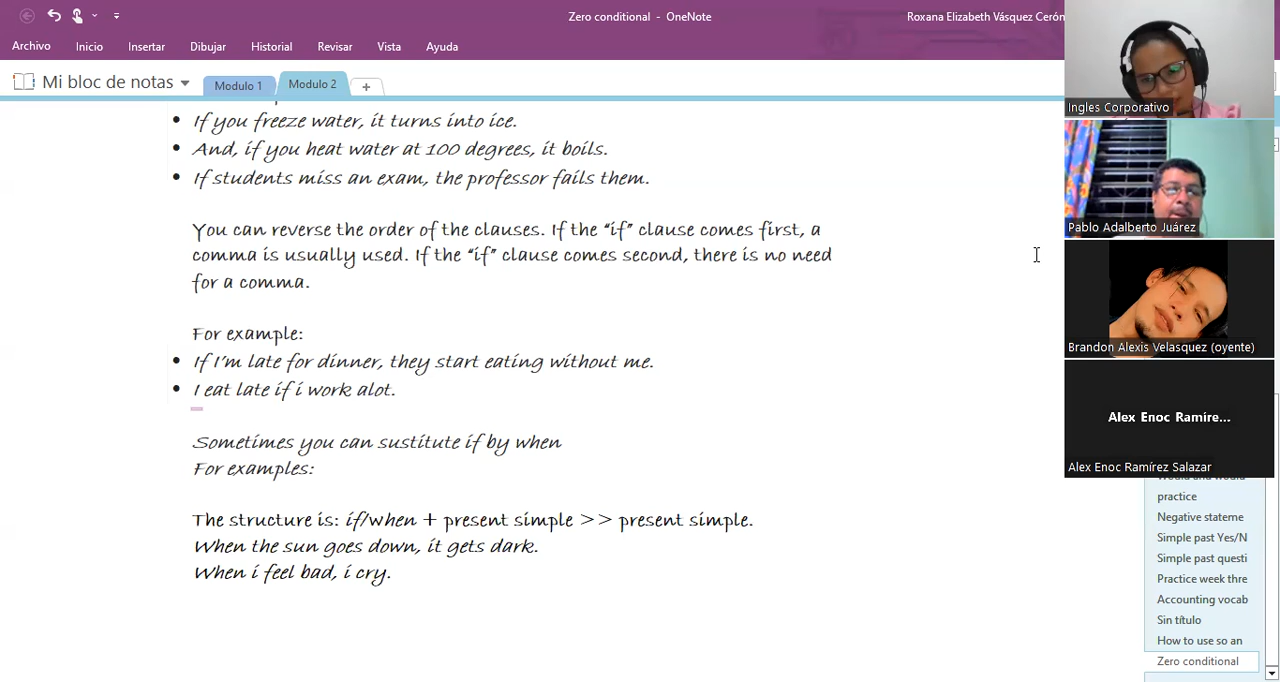 Zero conditional - OneNote
Roxana Elizabeth Vásquez Cerón
Archivo Inicio Insertar Dibujar Historial Revisar Vista Ayuda
Mi bloc de notas Modulo 1 Modulo 2 +
If you freeze water, it turns into ice.
And, if you heat water at 100 degrees, it boils.
If students miss an exam, the professor fails them.
You can reverse the order of the clauses. If the “if” clause comes first, a
comma is usually used. If the “if” clause comes second, there is no need
for a comma.
For example:
If I'm late for dinner, they start eating without me.
I eat late if i work alot.
Sometimes you can sustitute if by when
For examples:
The structure is: if/when + present simple >> present simple.
When the sun goes down, it gets dark.
When i feel bad, i cry.
Ingles Corporativo
Pablo Adalberto Juárez
Brandon Alexis Velasquez (oyente)
Alex Enoc Ramíre...
Alex Enoc Ramírez Salazar
practice
Negative stateme
Simple past Yes/N
Simple past questi
Practice week thre
Accounting vocab
Sin título
How to use so an
Zero conditional